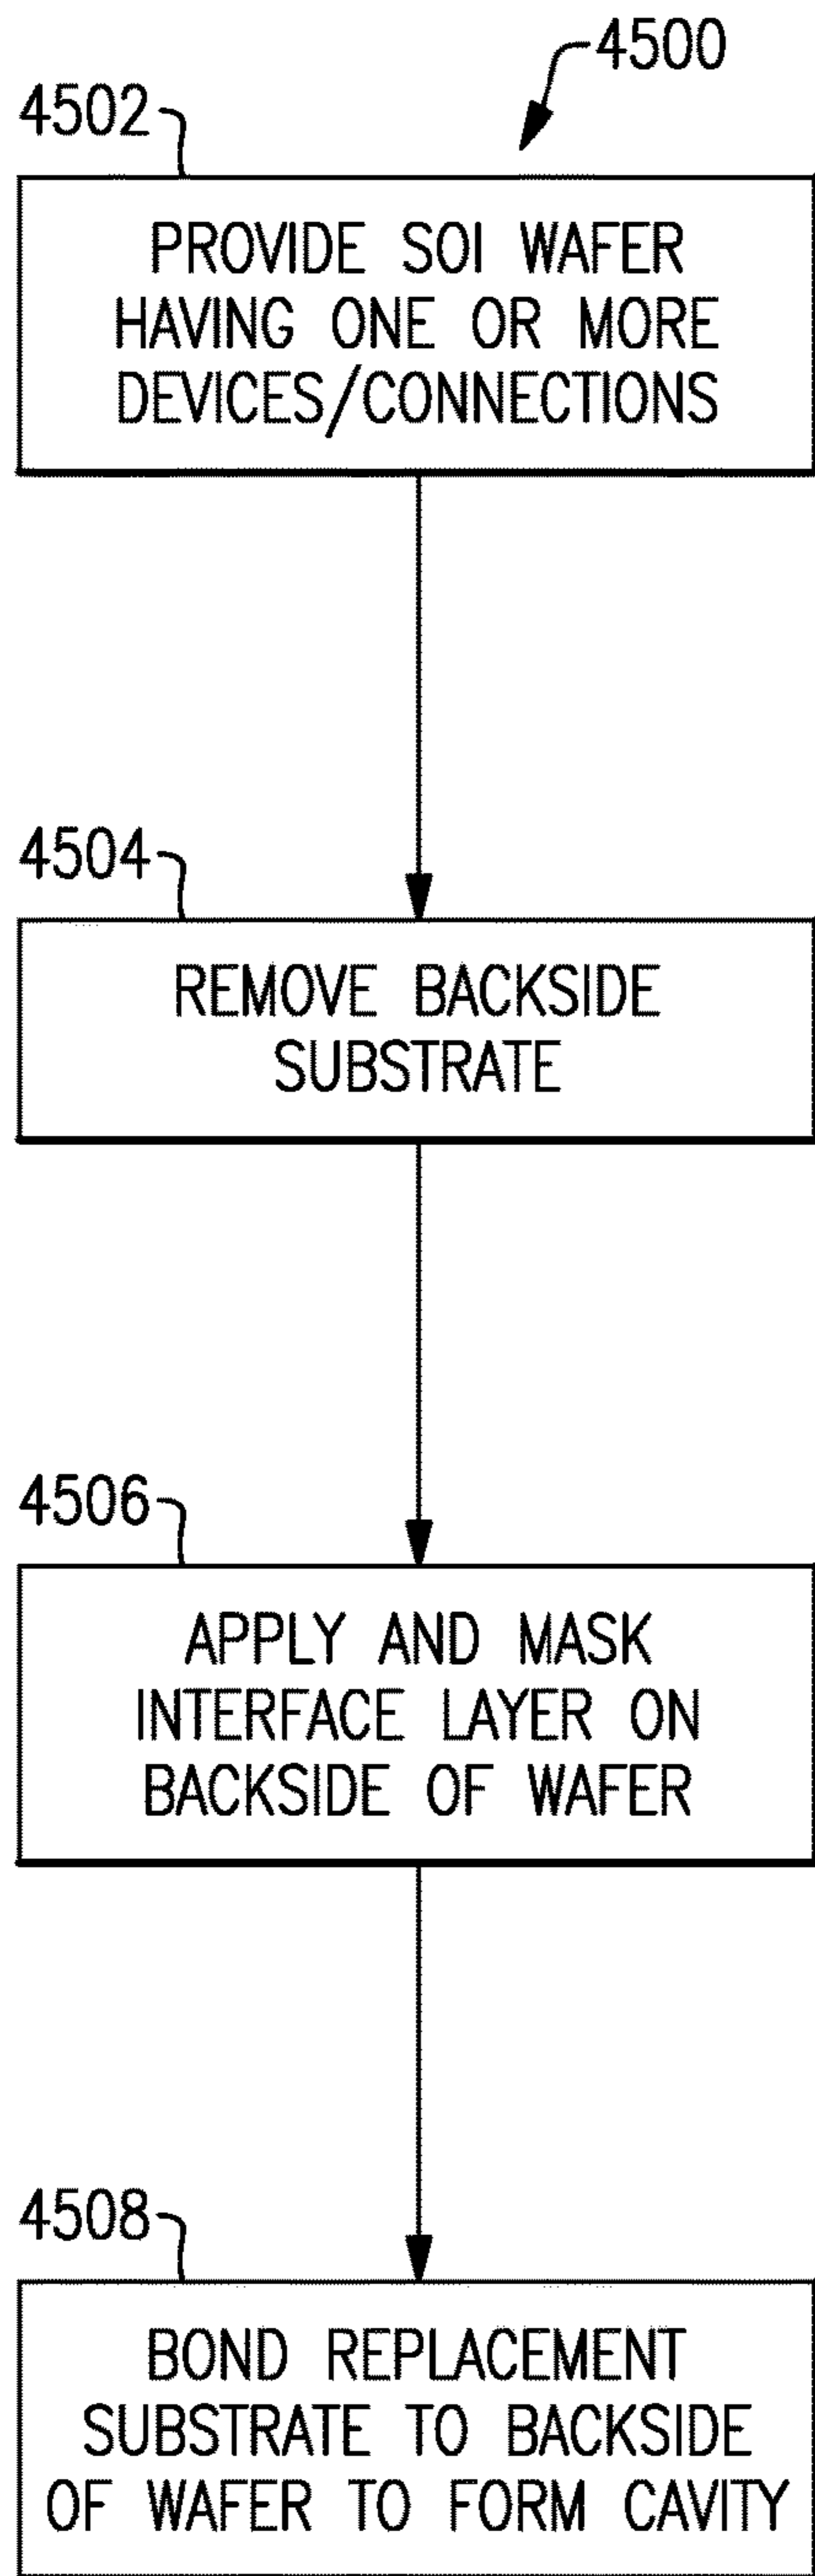 4500
4502
PROVIDE SOI WAFER
HAVING ONE OR MORE
DEVICES/CONNECTIONS
4504
REMOVE BACKSIDE
SUBSTRATE
4506
APPLY AND MASK
INTERFACE LAYER ON
BACKSIDE OF WAFER
4508
BOND REPLACEMENT
SUBSTRATE TO BACKSIDE
OF WAFER TO FORM CAVITY